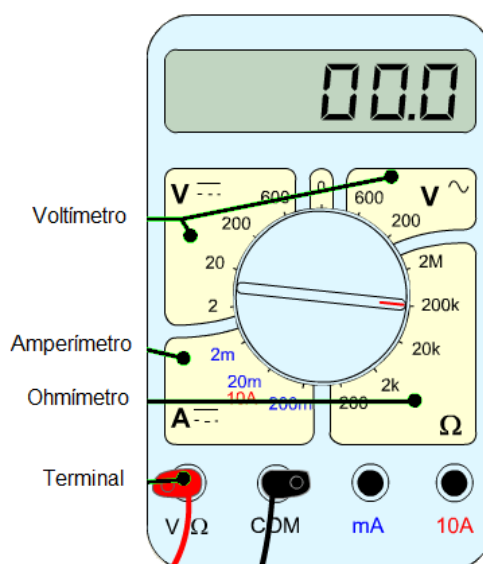 00.0
V
600
0
600
V
200
200
Voltímetro
20
2M
2
200k
Amperímetro
2m
20k
20m
2k
Ohmímetro
10A
200m
200
A
Ω
Terminal
V Ω
COM
mA
10A